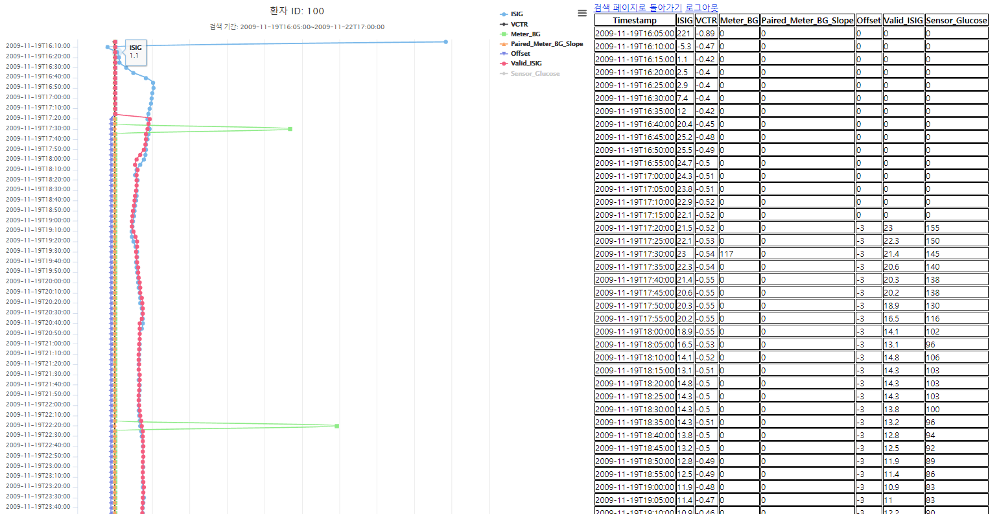 환자 ID: 100
검색 기간: 2009-11-19T16:05:00~2009-11-22T17:00:00
ISIG
VCTR
Meter_BG
Paired_Meter_BG_Slope
Offset
Valid_ISIG
Sensor_Glucose
ISIG
1.1
2009-11-19T16:10:00
2009-11-19T16:20:00
2009-11-19T16:30:00
2009-11-19T16:40:00
2009-11-19T16:50:00
2009-11-19T17:00:00
2009-11-19T17:10:00
2009-11-19T17:20:00
2009-11-19T17:30:00
2009-11-19T17:40:00
2009-11-19T17:50:00
2009-11-19T18:00:00
2009-11-19T18:10:00
2009-11-19T18:20:00
2009-11-19T18:30:00
2009-11-19T18:40:00
2009-11-19T18:50:00
2009-11-19T19:00:00
2009-11-19T19:10:00
2009-11-19T19:20:00
2009-11-19T19:30:00
2009-11-19T19:40:00
2009-11-19T19:50:00
2009-11-19T20:00:00
2009-11-19T20:10:00
2009-11-19T20:20:00
2009-11-19T20:30:00
2009-11-19T20:40:00
2009-11-19T20:50:00
2009-11-19T21:00:00
2009-11-19T21:10:00
2009-11-19T21:20:00
2009-11-19T21:30:00
2009-11-19T21:40:00
2009-11-19T21:50:00
2009-11-19T22:00:00
2009-11-19T22:10:00
2009-11-19T22:20:00
2009-11-19T22:30:00
2009-11-19T22:40:00
2009-11-19T22:50:00
2009-11-19T23:00:00
2009-11-19T23:10:00
2009-11-19T23:20:00
2009-11-19T23:30:00
2009-11-19T23:40:00
검색 페이지로 돌아가기 로그아웃
Timestamp ISIG VCTR Meter_BG Paired_Meter_BG_Slope Offset Valid_ISIG Sensor_Glucose
2009-11-19T16:05:00 221 -0.89 0 0 0 0 0
2009-11-19T16:10:00 -5.3 -0.47 0 0 0 0 0
2009-11-19T16:15:00 1.1 -0.42 0 0 0 0 0
2009-11-19T16:20:00 2.5 -0.4 0 0 0 0 0
2009-11-19T16:25:00 2.9 -0.4 0 0 0 0 0
2009-11-19T16:30:00 7.4 -0.4 0 0 0 0 0
2009-11-19T16:35:00 12 -0.42 0 0 0 0 0
2009-11-19T16:40:00 20.4 -0.45 0 0 0 0 0
2009-11-19T16:45:00 25.2 -0.48 0 0 0 0 0
2009-11-19T16:50:00 25.5 -0.49 0 0 0 0 0
2009-11-19T16:55:00 24.7 -0.5 0 0 0 0 0
2009-11-19T17:00:00 24.3 -0.51 0 0 0 0 0
2009-11-19T17:05:00 23.8 -0.51 0 0 0 0 0
2009-11-19T17:10:00 22.9 -0.52 0 0 0 0 0
2009-11-19T17:15:00 22.1 -0.52 0 0 0 0 0
2009-11-19T17:20:00 21.5 -0.52 0 0 -3 23 155
2009-11-19T17:25:00 22.1 -0.53 0 0 -3 22.3 150
2009-11-19T17:30:00 23 -0.54 117 0 -3 21.4 145
2009-11-19T17:35:00 22.3 -0.54 0 0 -3 20.6 140
2009-11-19T17:40:00 21.4 -0.55 0 0 -3 20.3 138
2009-11-19T17:45:00 20.6 -0.55 0 0 -3 20.2 138
2009-11-19T17:50:00 20.3 -0.55 0 0 -3 18.9 130
2009-11-19T17:55:00 20.2 -0.55 0 0 -3 16.5 116
2009-11-19T18:00:00 18.9 -0.55 0 0 -3 14.1 102
2009-11-19T18:05:00 16.5 -0.53 0 0 -3 13.1 96
2009-11-19T18:10:00 14.1 -0.52 0 0 -3 14.8 106
2009-11-19T18:15:00 13.1 -0.51 0 0 -3 14.3 103
2009-11-19T18:20:00 14.8 -0.5 0 0 -3 14.3 103
2009-11-19T18:25:00 14.3 -0.5 0 0 -3 14.3 103
2009-11-19T18:30:00 14.3 -0.5 0 0 -3 13.8 100
2009-11-19T18:35:00 14.3 -0.51 0 0 -3 13.2 96
2009-11-19T18:40:00 13.8 -0.5 0 0 -3 12.8 94
2009-11-19T18:45:00 13.2 -0.5 0 0 -3 12.5 92
2009-11-19T18:50:00 12.8 -0.49 0 0 -3 11.9 89
2009-11-19T18:55:00 12.5 -0.49 0 0 -3 11.4 86
2009-11-19T19:00:00 11.9 -0.48 0 0 -3 10.9 83
2009-11-19T19:05:00 11.4 -0.47 0 0 -3 11 83
2009-11-19T19:10:00 10.9 -0.46 0 0 -3 12.2 90